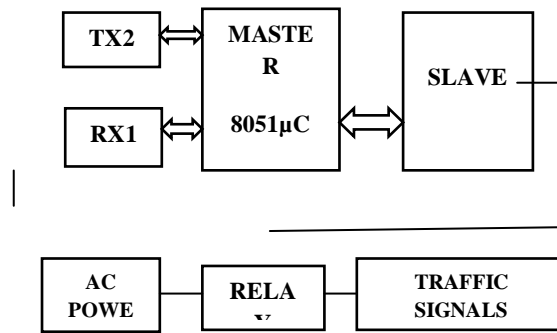 TX2
MASTE
R
8051µC
SLAVE
RX1
AC
POWE
RELA
TRAFFIC
SIGNALS